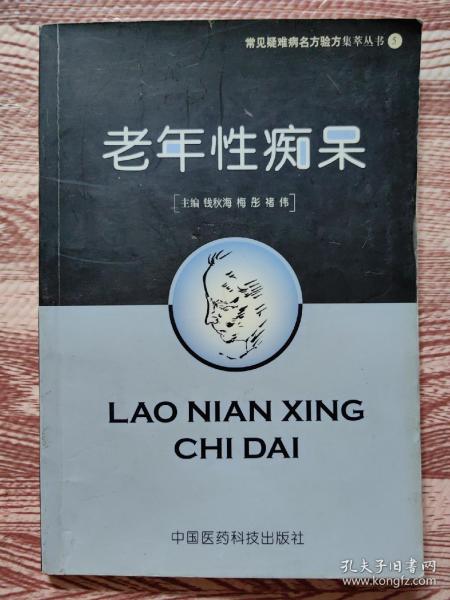 常见疑难病名方验方集萃丛书 5
老年性痴呆
主编 钱秋海 梅 彤 褚 伟
LAO NIAN XING
CHI DAI
中国医药科技出版社
孔夫子旧书网
www.kongfz.com